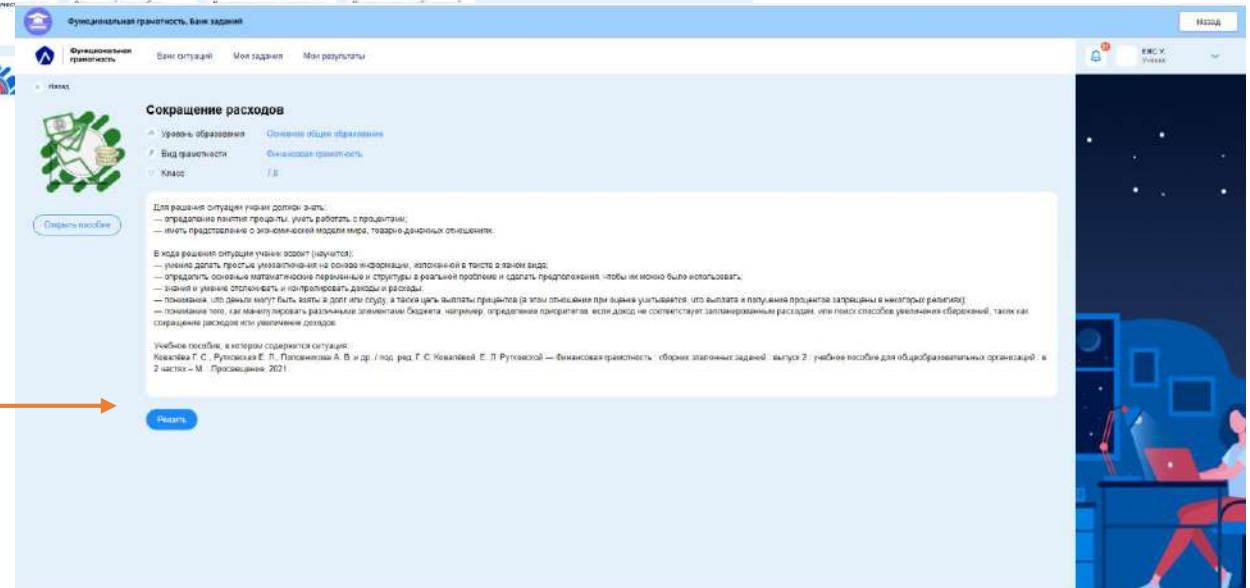 Функциональная грамотность. Банк заданий
Назад
Функциональная грамотность
Банк ситуаций
Мои задания
Мои результаты
ЕИС У.
Ученик
Назад
Сокращение расходов
Уровень образования
Основное общее образование
Вид грамотности
Финансовая грамотность
Класс
Открыть пособие
Для решения ситуации ученик должен знать:
— определение понятия проценты, уметь работать с процентами;
— иметь представление о экономической модели мира, товарно-денежных отношениях.
В ходе решения ситуации ученик освоит (научится):
— умение делать простые умозаключения на основе информации, изложенной в тексте в явном виде;
— определить основные математические переменные и структуры в реальной проблеме и сделать предположения, чтобы их можно было использовать;
— знания и умение отслеживать и контролировать доходы и расходы;
— понимание, что деньги могут быть взяты в долг или ссуду, а также цель выплаты процентов (в этом отношении при оценке учитывается, что выплата и получение процентов запрещены в некоторых религиях);
— понимание того, как манипулировать различными элементами бюджета, например, определение приоритетов, если доход не соответствует запланированным расходам, или поиск способов увеличения сбережений, таких как
сокращение расходов или увеличение доходов.
Учебное пособие, в котором содержится ситуация:
Ковалёва Г. С., Рутковская Е. Л., Половникова А. В. и др. / под. ред. Г. С. Ковалёвой, Е. Л. Рутковской — Финансовая грамотность : сборник эталонных заданий : выпуск 2 : учебное пособие для общеобразовательных организаций : в
2 частях – М. : Просвещение, 2021.
Решить